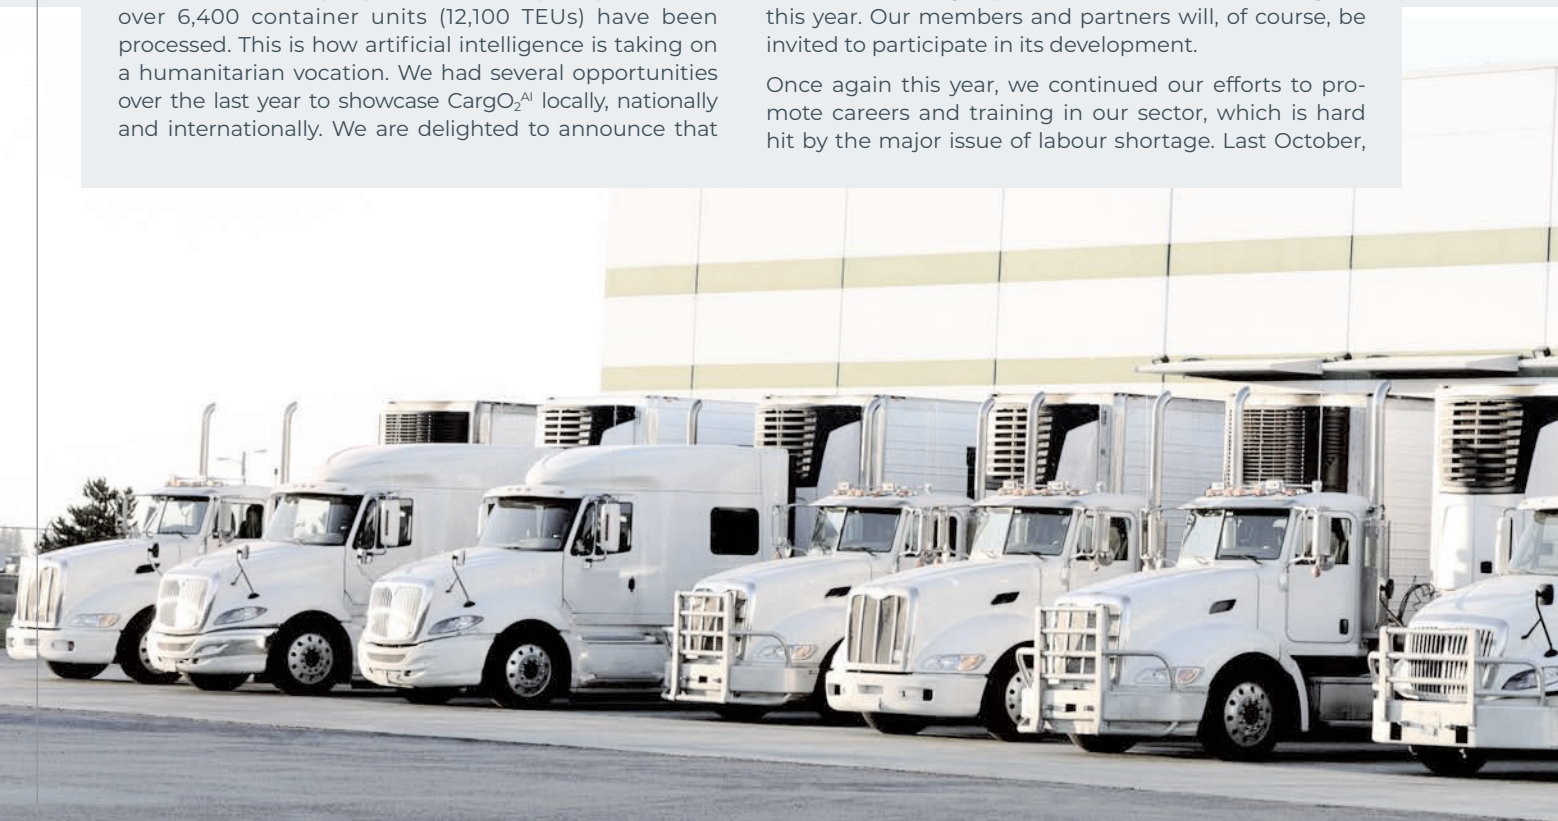 over 6,400 container units (12,100 TEUs) have been
processed. This is how artificial intelligence is taking on
a humanitarian vocation. We had several opportunities
over the last year to showcase CargO₂ᴬᴵ locally, nationally
and internationally. We are delighted to announce that
this year. Our members and partners will, of course, be
invited to participate in its development.
Once again this year, we continued our efforts to pro-
mote careers and training in our sector, which is hard
hit by the major issue of labour shortage. Last October,